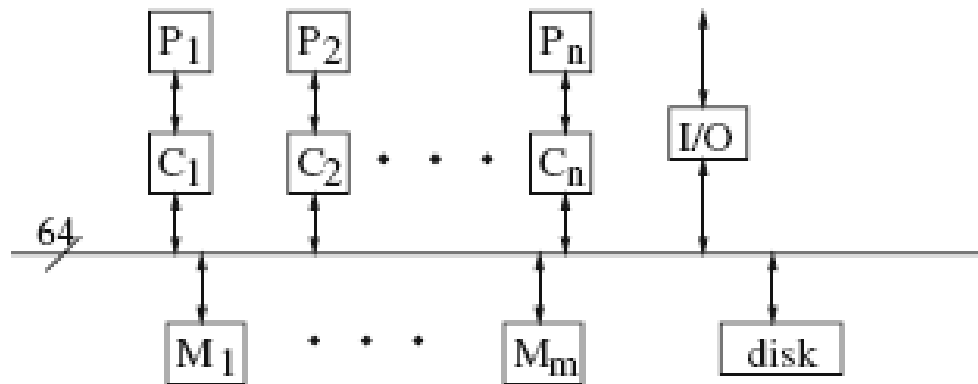 P1 P2 Pn
I/O
C1 C2 • • • Cn
64
M1 • • • Mm disk